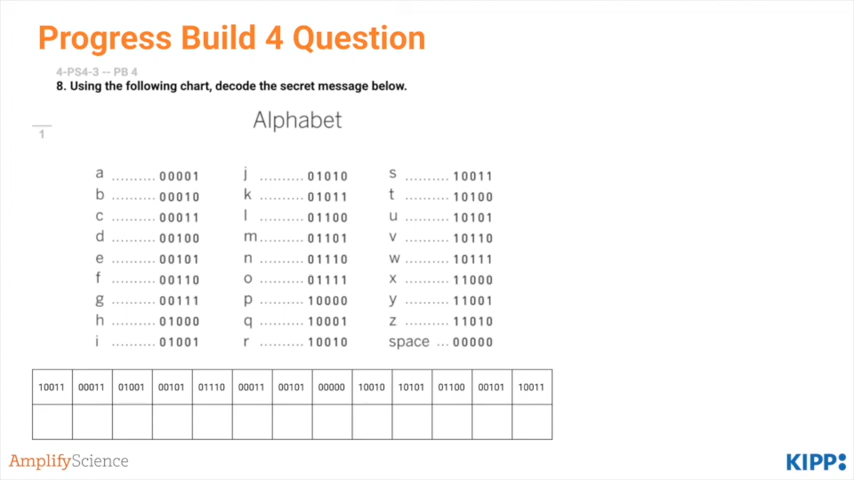 Progress Build 4 Question
4-PS4-3 -- PB 4
8. Using the following chart, decode the secret message below.
1
Alphabet
a .......... 00001 j .......... 01010 s .......... 10011
b .......... 00010 k .......... 01011 t .......... 10100
c .......... 00011 l .......... 01100 u .......... 10101
d .......... 00100 m.......... 01101 v .......... 10110
e .......... 00101 n .......... 01110 w .......... 10111
f .......... 00110 o .......... 01111 x .......... 11000
g .......... 00111 p .......... 10000 y .......... 11001
h .......... 01000 q .......... 10001 z .......... 11010
i .......... 01001 r .......... 10010 space ... 00000
10011 00011 01001 00101 01110 00011 00101 00000 10010 10101 01100 00101 10011
AmplifyScience
KIPP: